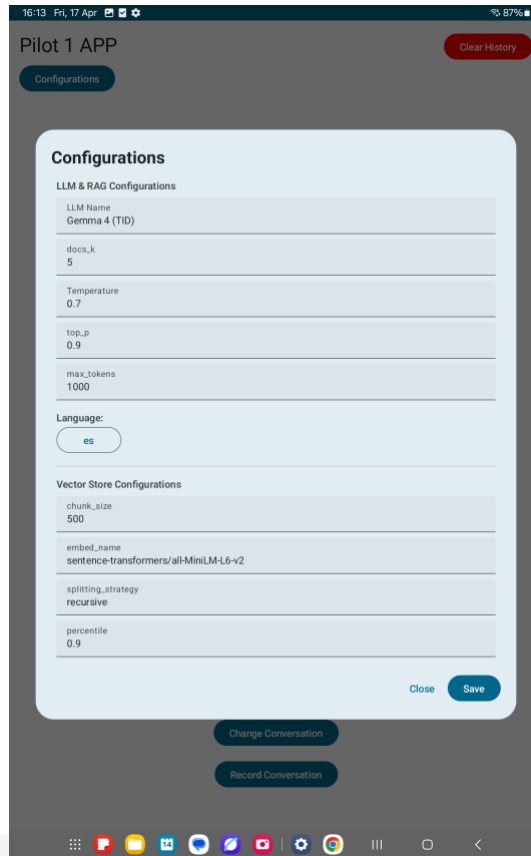 16:13 Fri, 17 Apr 87%
Pilot 1 APP
Clear History
Configurations
Configurations
LLM & RAG Configurations
LLM Name
Gemma 4 (TID)
docs_k
5
Temperature
0.7
top_p
0.9
max_tokens
1000
Language:
es
Vector Store Configurations
chunk_size
500
embed_name
sentence-transformers/all-MiniLM-L6-v2
splitting_strategy
recursive
percentile
0.9
Close Save
Change Conversation
Record Conversation
14